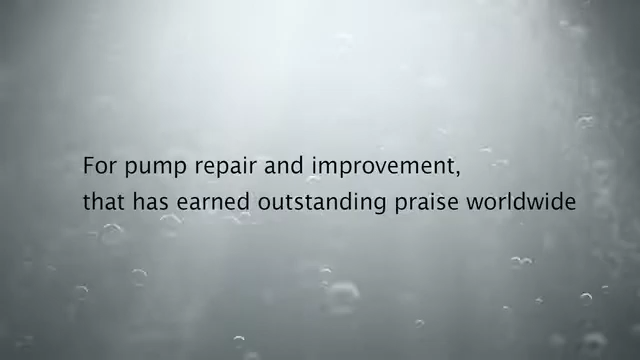 For pump repair and improvement,
that has earned outstanding praise worldwide